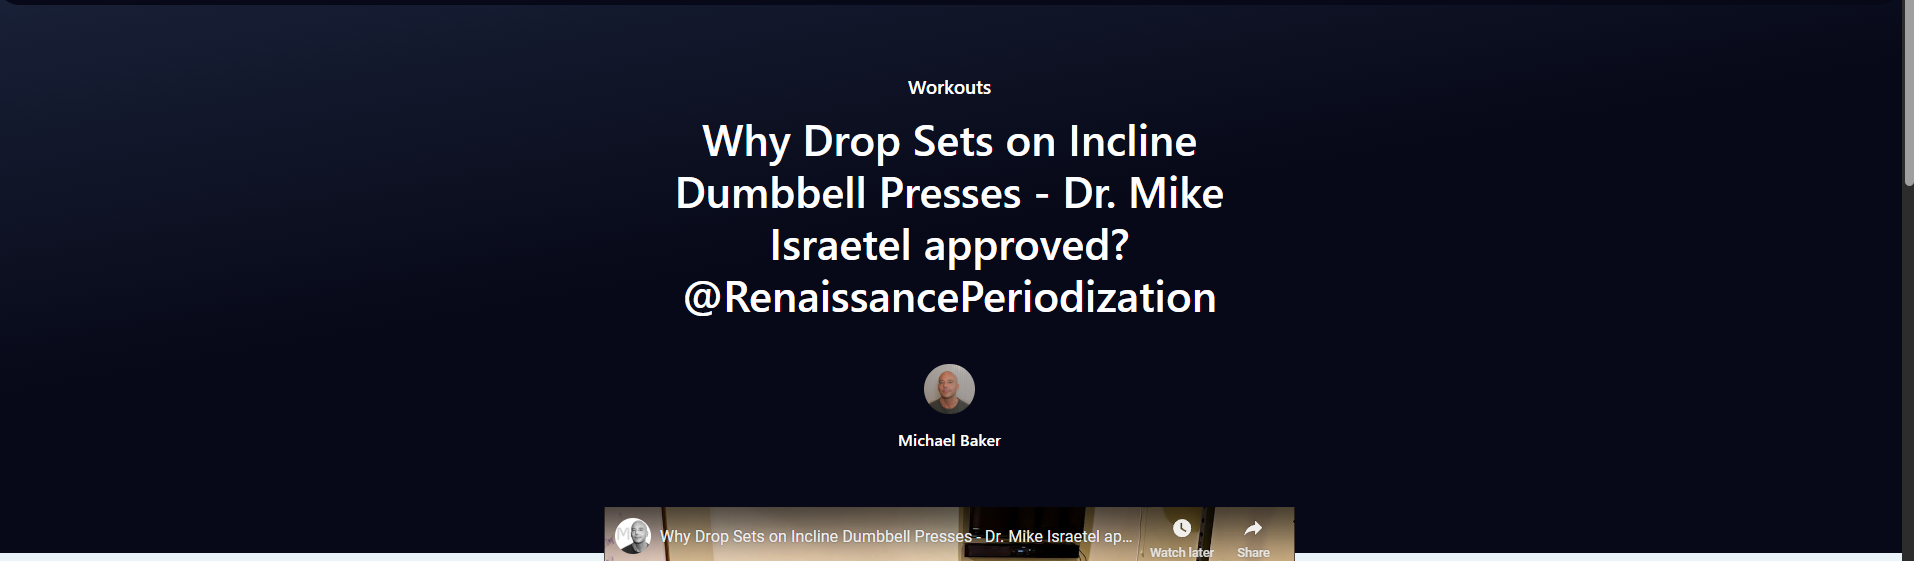 Workouts
Why Drop Sets on Incline
Dumbbell Presses - Dr. Mike
Israetel approved?
@RenaissancePeriodization
Michael Baker
Why Drop Sets on Incline Dumbbell Presses - Dr. Mike Israetel ap...
Watch later
Share